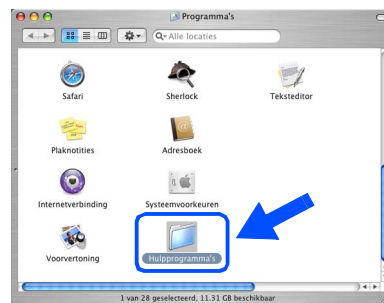 Programma's
Alle locaties
Safari
Sherlock
Teksteditor
Plaknotities
Adresboek
Internetverbinding
Systeemvoorkeuren
Voorvertoning
Hulpprogramma's
1 van 28 geselecteerd, 11.31 GB beschikbaar